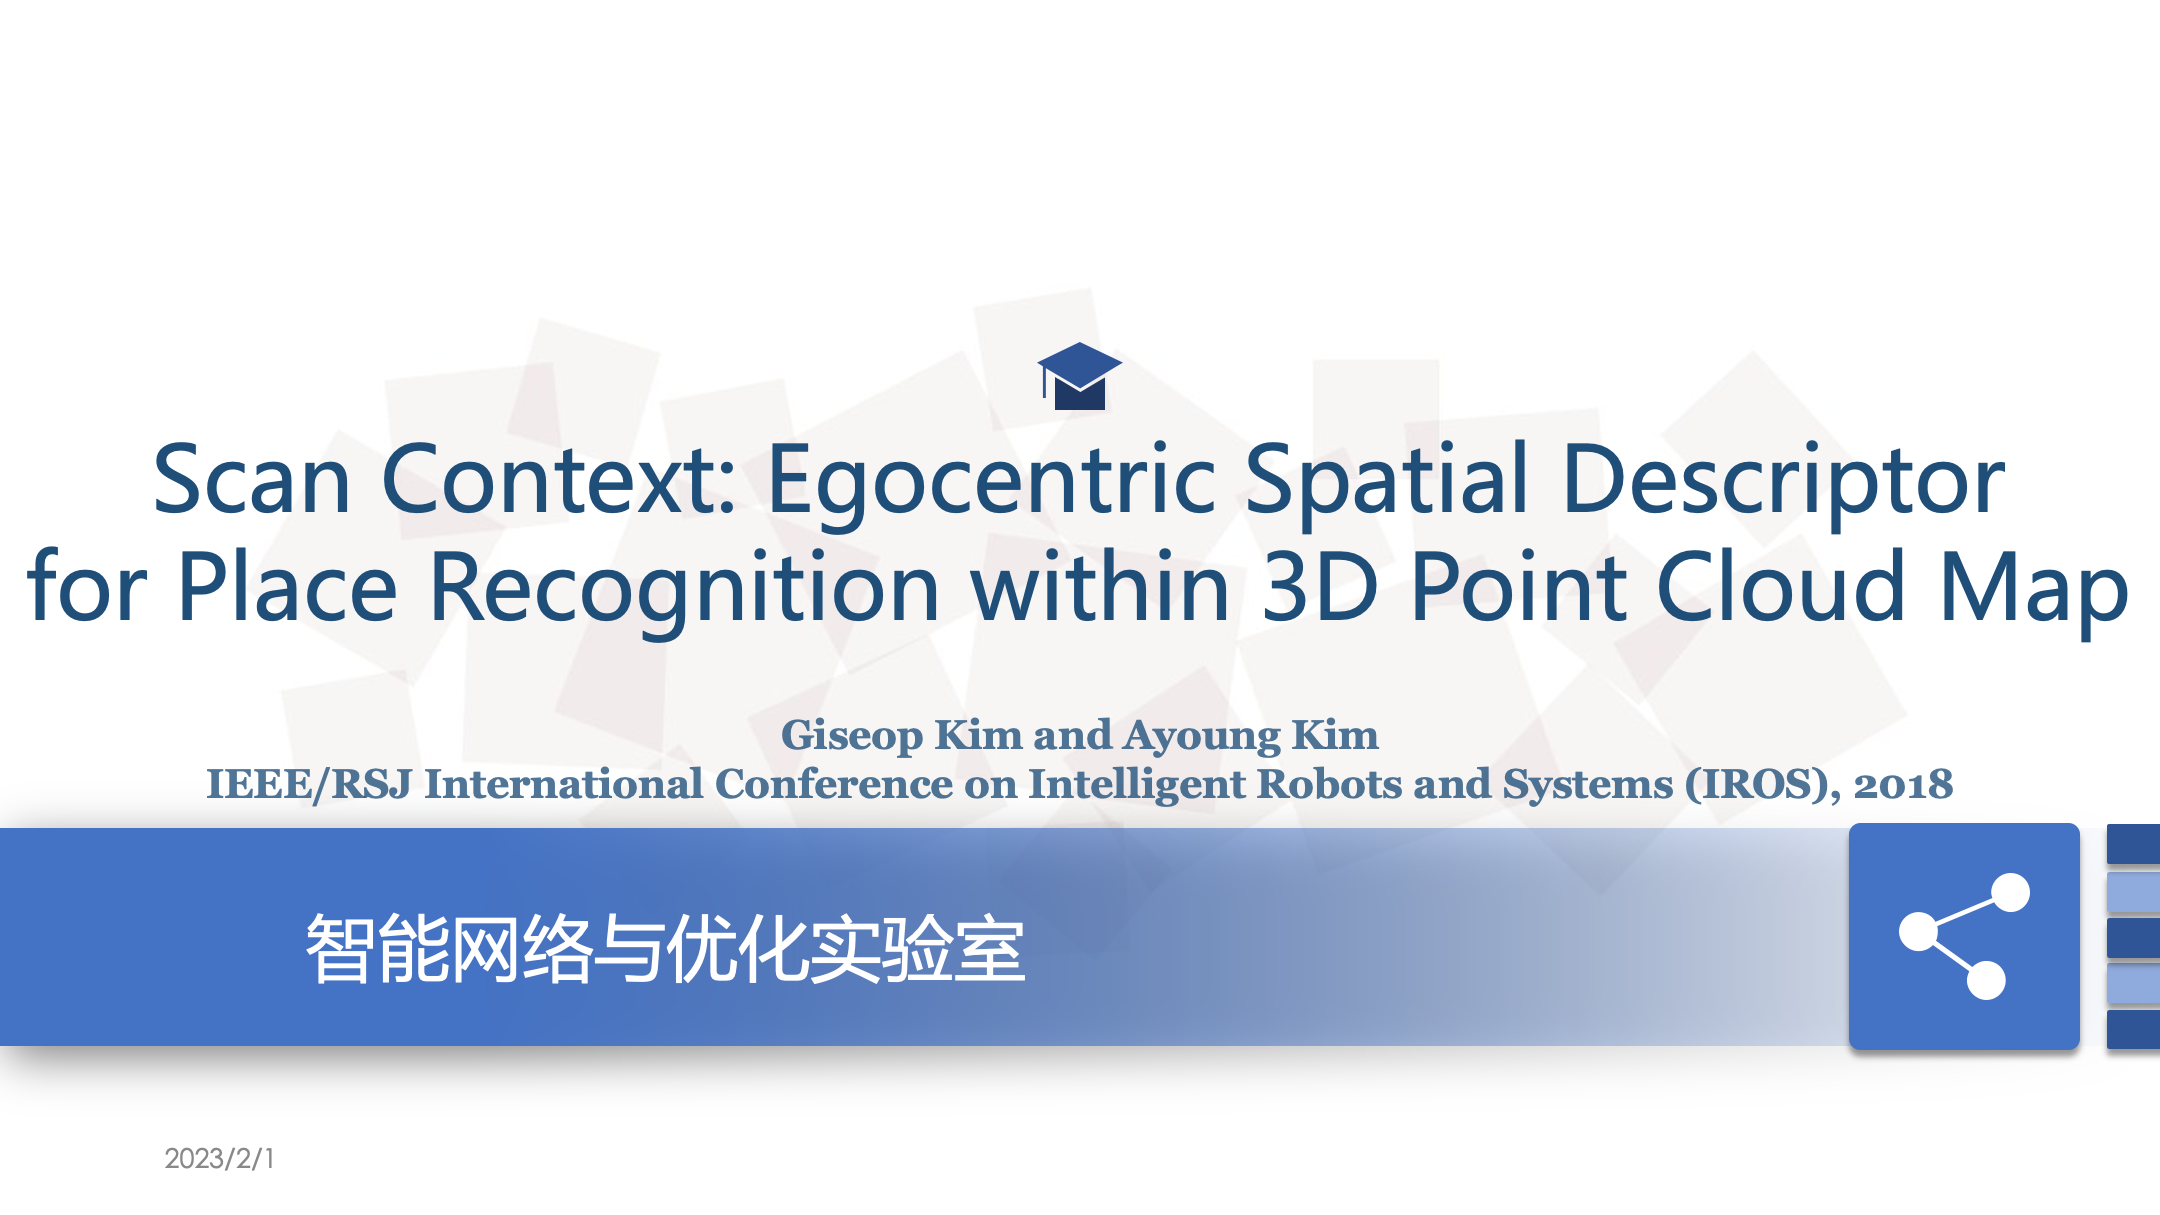 Scan Context: Egocentric Spatial Descriptor
for Place Recognition within 3D Point Cloud Map
Giseop Kim and Ayoung Kim
IEEE/RSJ International Conference on Intelligent Robots and Systems (IROS), 2018
智能网络与优化实验室
2023/2/1